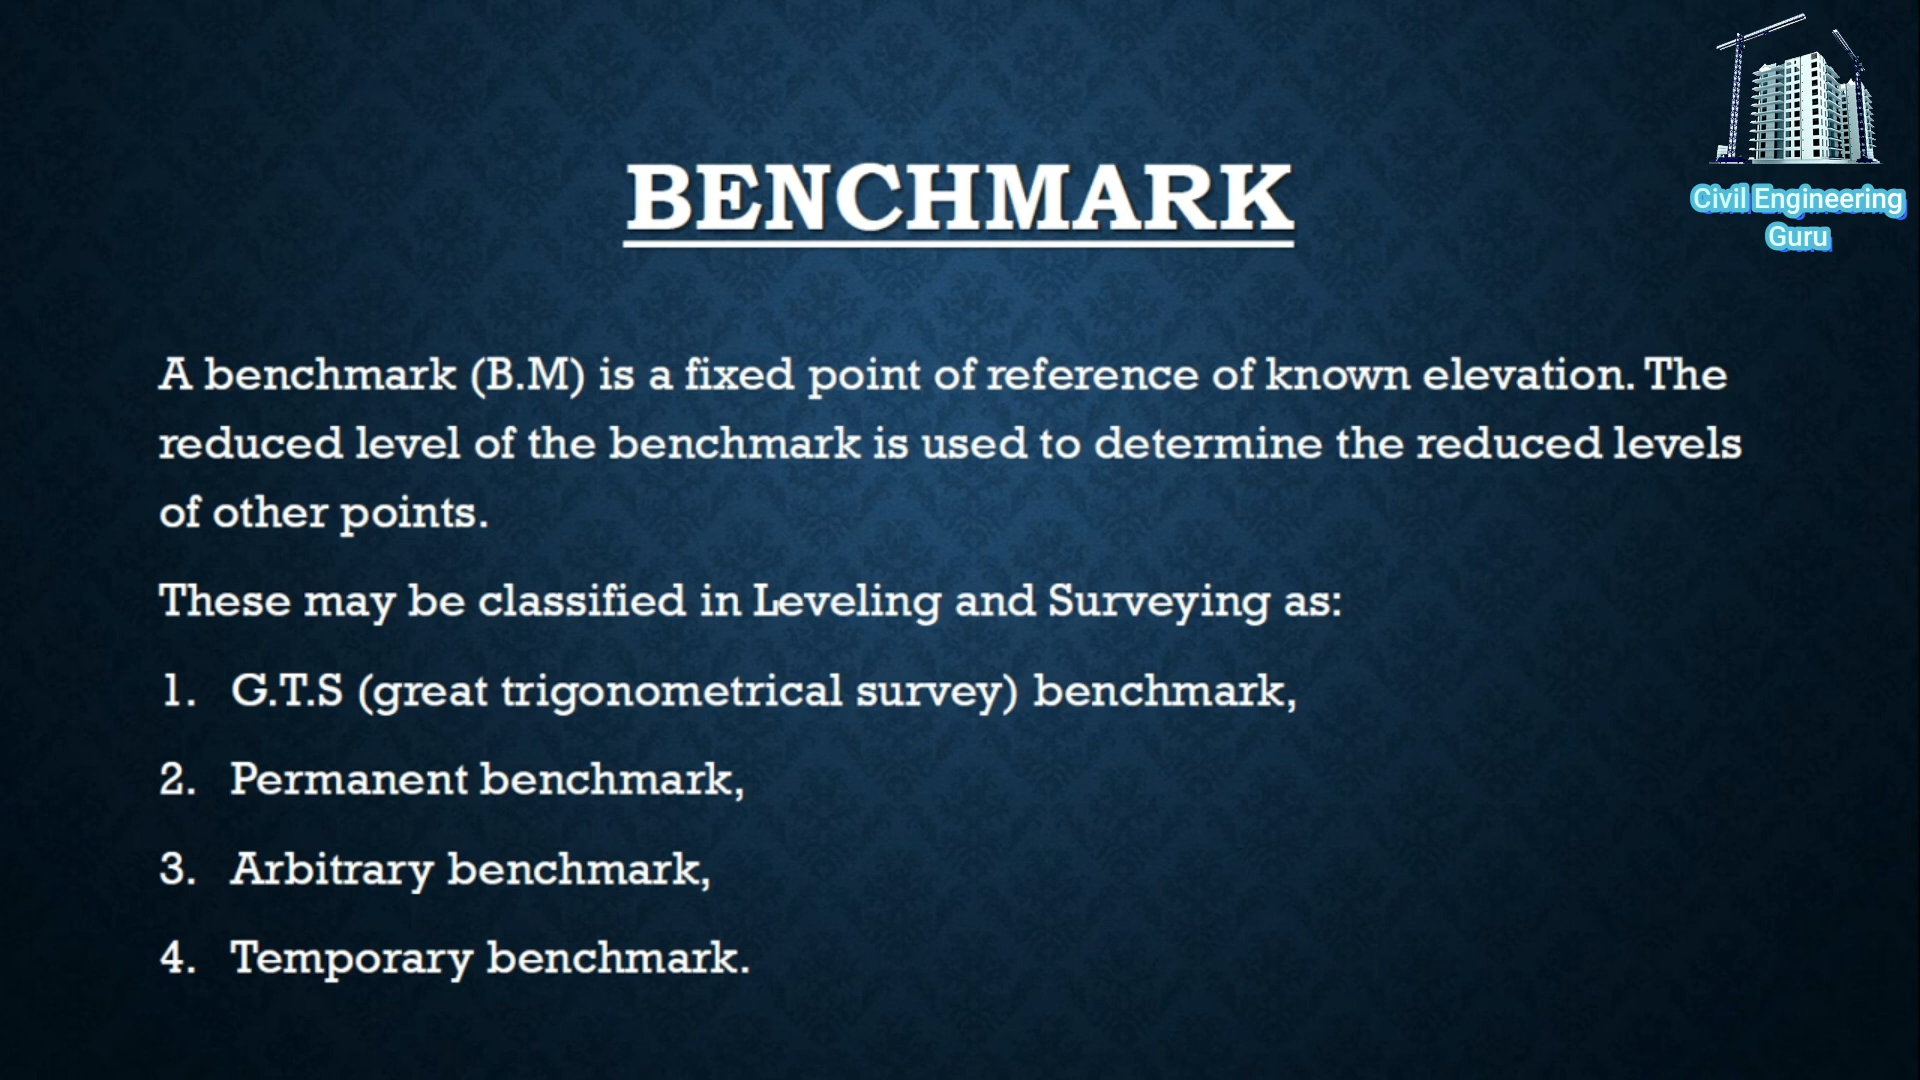 Civil Engineering
Guru
BENCHMARK
A benchmark (B.M) is a fixed point of reference of known elevation. The
reduced level of the benchmark is used to determine the reduced levels
of other points.
These may be classified in Leveling and Surveying as:
1. G.T.S (great trigonometrical survey) benchmark,
2. Permanent benchmark,
3. Arbitrary benchmark,
4. Temporary benchmark.